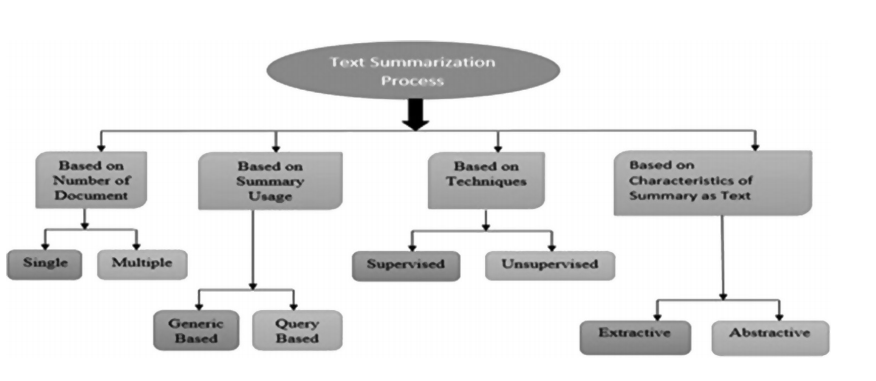 Text Summarization
Process
Based on
Number of
Document
Based on
Summary
Usage
Based on
Techniques
Based on
Characteristics of
Summary as Text
Single
Multiple
Supervised
Unsupervised
Generic
Based
Query
Based
Extractive
Abstractive